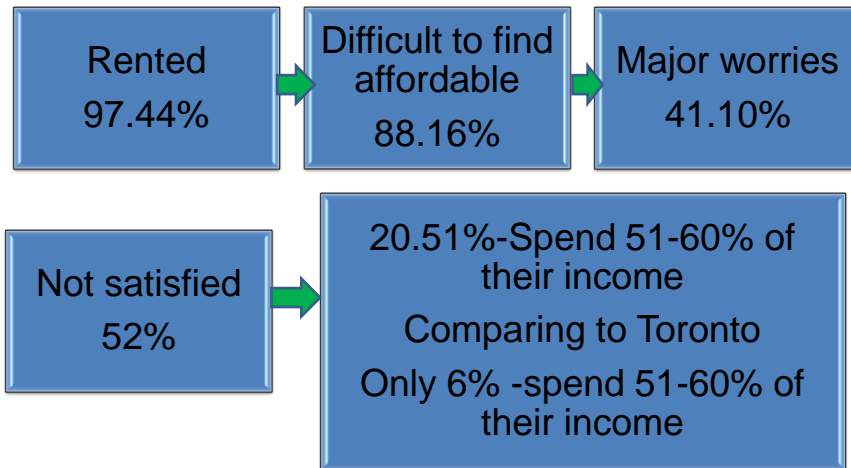 Rented
97.44%
Difficult to find
affordable
88.16%
Major worries
41.10%
Not satisfied
52%
20.51%-Spend 51-60% of
their income
Comparing to Toronto
Only 6% -spend 51-60% of
their income